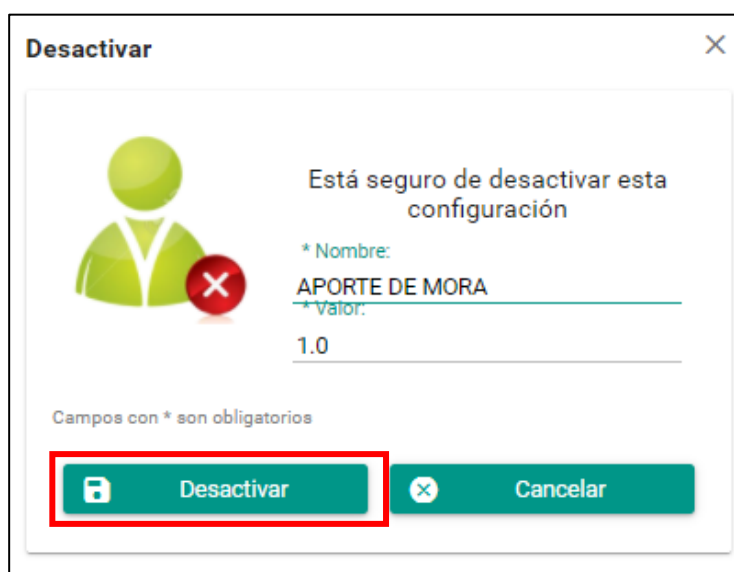 Desactivar
Está seguro de desactivar esta
configuración
* Nombre:
APORTE DE MORA
* Valor:
1.0
Campos con * son obligatorios
Desactivar
Cancelar